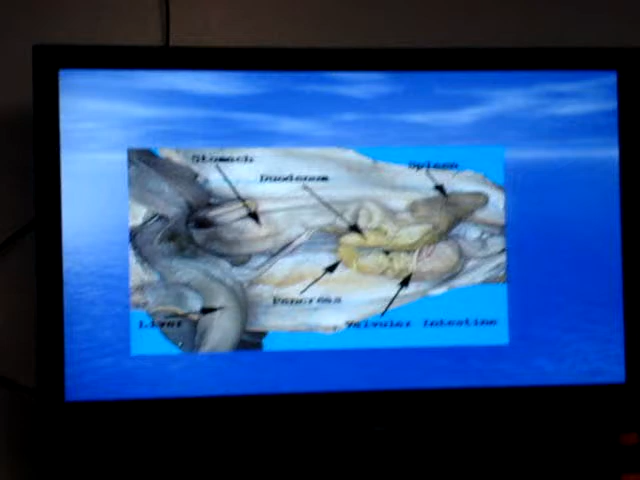 Stomach
Spleen
Duodenum
Pancreas
Liver
Valvular Intestine